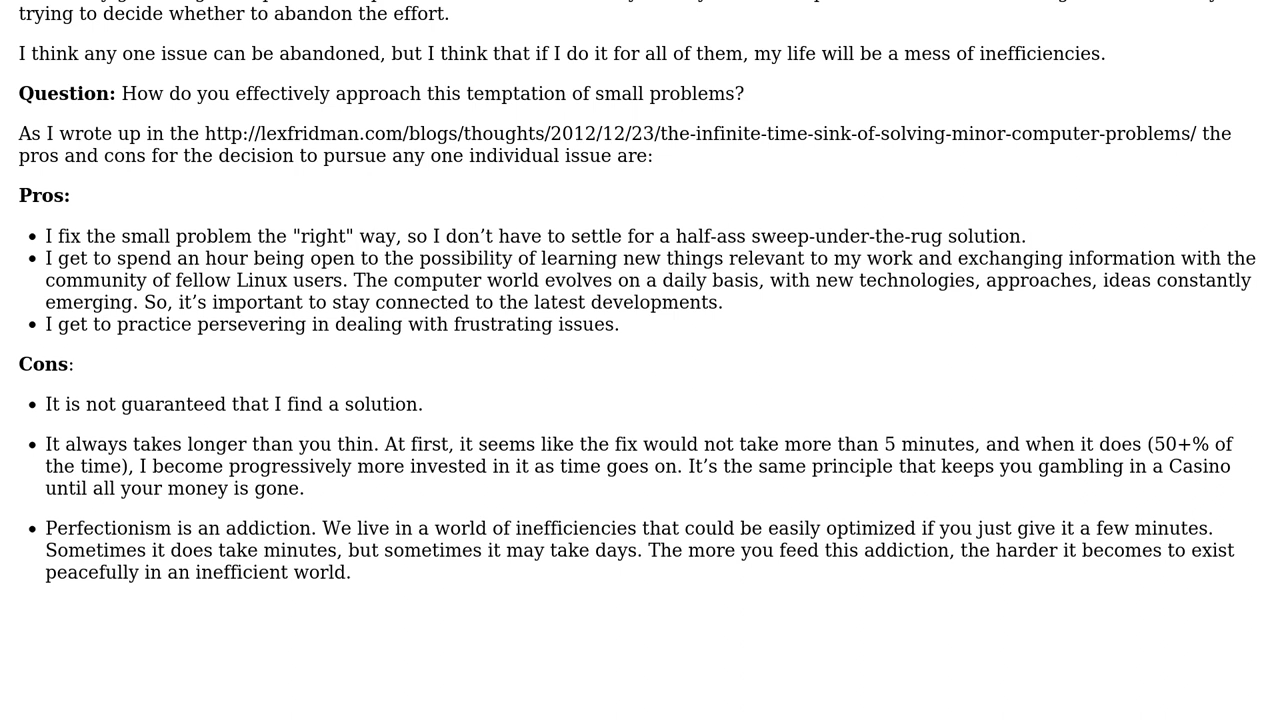 trying to decide whether to abandon the effort.
I think any one issue can be abandoned, but I think that if I do it for all of them, my life will be a mess of inefficiencies.
Question: How do you effectively approach this temptation of small problems?
As I wrote up in the http://lexfridman.com/blogs/thoughts/2012/12/23/the-infinite-time-sink-of-solving-minor-computer-problems/ the
pros and cons for the decision to pursue any one individual issue are:
Pros:
• I fix the small problem the "right" way, so I don’t have to settle for a half-ass sweep-under-the-rug solution.
• I get to spend an hour being open to the possibility of learning new things relevant to my work and exchanging information with the
community of fellow Linux users. The computer world evolves on a daily basis, with new technologies, approaches, ideas constantly
emerging. So, it’s important to stay connected to the latest developments.
• I get to practice persevering in dealing with frustrating issues.
Cons:
• It is not guaranteed that I find a solution.
• It always takes longer than you thin. At first, it seems like the fix would not take more than 5 minutes, and when it does (50+% of
the time), I become progressively more invested in it as time goes on. It’s the same principle that keeps you gambling in a Casino
until all your money is gone.
• Perfectionism is an addiction. We live in a world of inefficiencies that could be easily optimized if you just give it a few minutes.
Sometimes it does take minutes, but sometimes it may take days. The more you feed this addiction, the harder it becomes to exist
peacefully in an inefficient world.